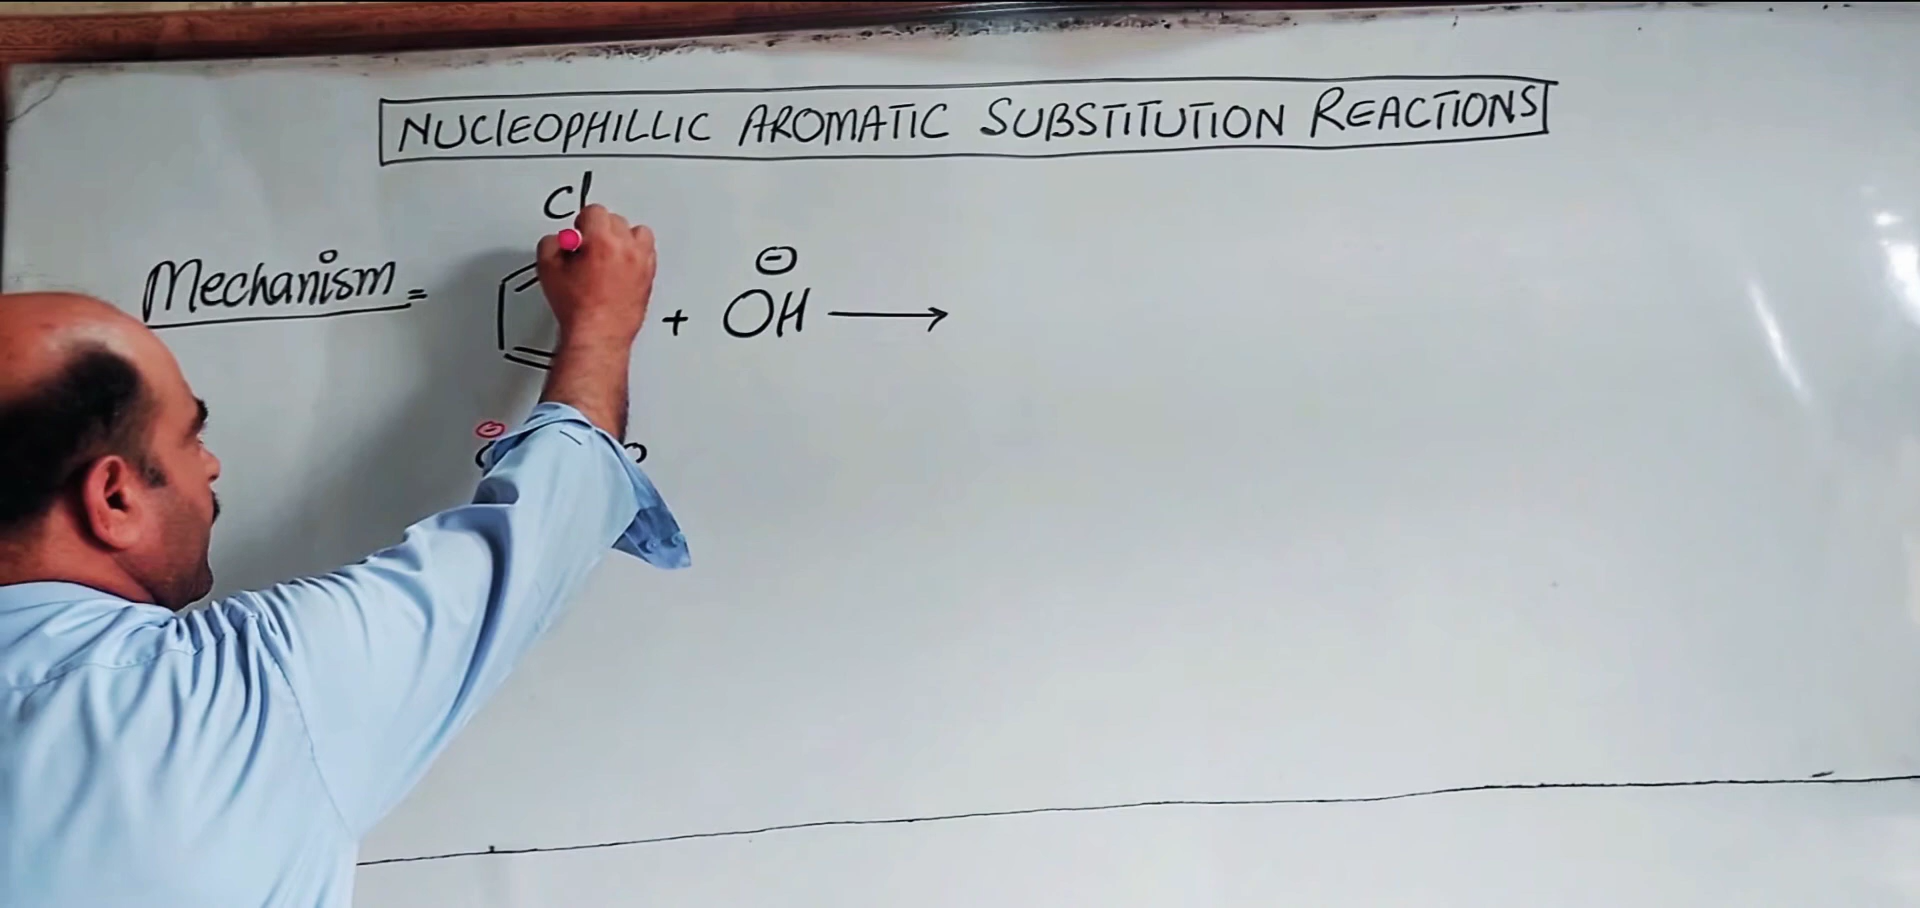 NUCLEOPHILLIC AROMATIC SUBSTITUTION REACTIONS
Cl
Mechanism =
+ OH⊖ →
⊖